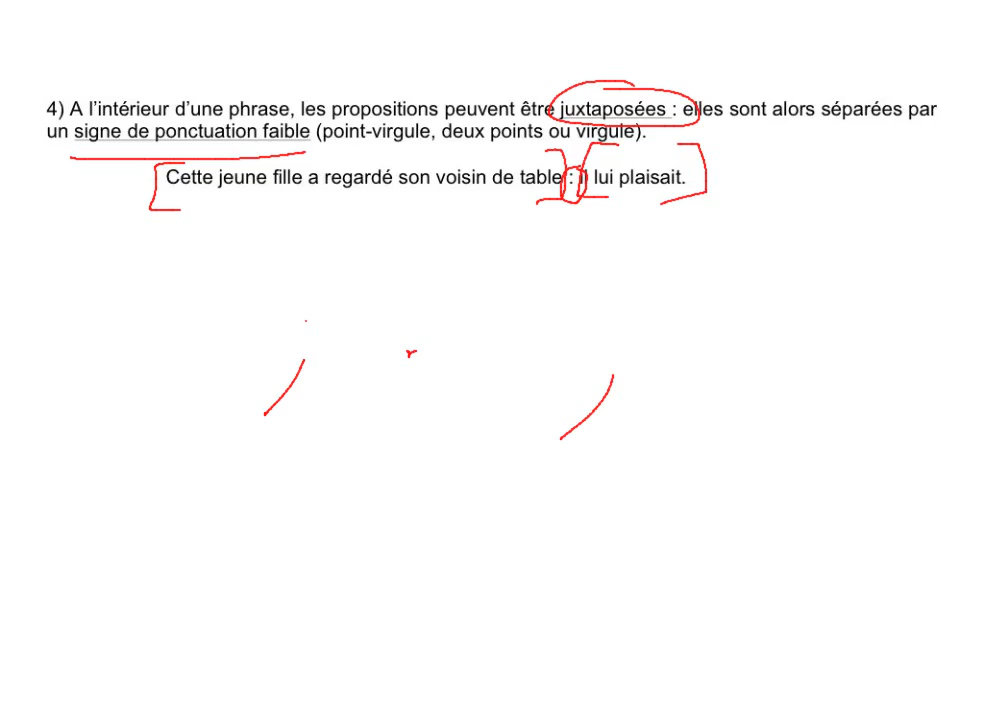 4) A l’intérieur d’une phrase, les propositions peuvent être juxtaposées : elles sont alors séparées par
un signe de ponctuation faible (point-virgule, deux points ou virgule).
Cette jeune fille a regardé son voisin de table : il lui plaisait.